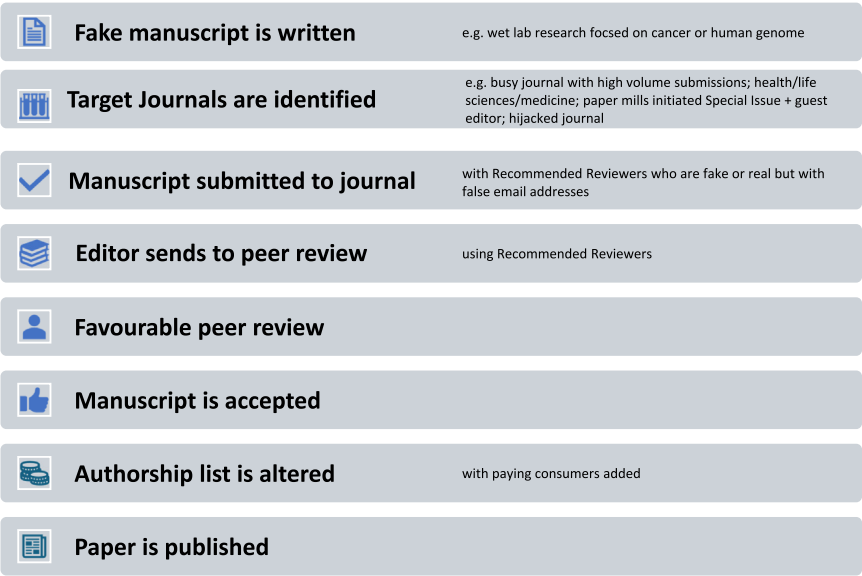 Fake manuscript is written
e.g. wet lab research focsed on cancer or human genome
Target Journals are identified
e.g. busy journal with high volume submissions; health/life
sciences/medicine; paper mills initiated Special Issue + guest
editor; hijacked journal
Manuscript submitted to journal
with Recommended Reviewers who are fake or real but with
false email addresses
Editor sends to peer review
using Recommended Reviewers
Favourable peer review
Manuscript is accepted
Authorship list is altered
with paying consumers added
Paper is published